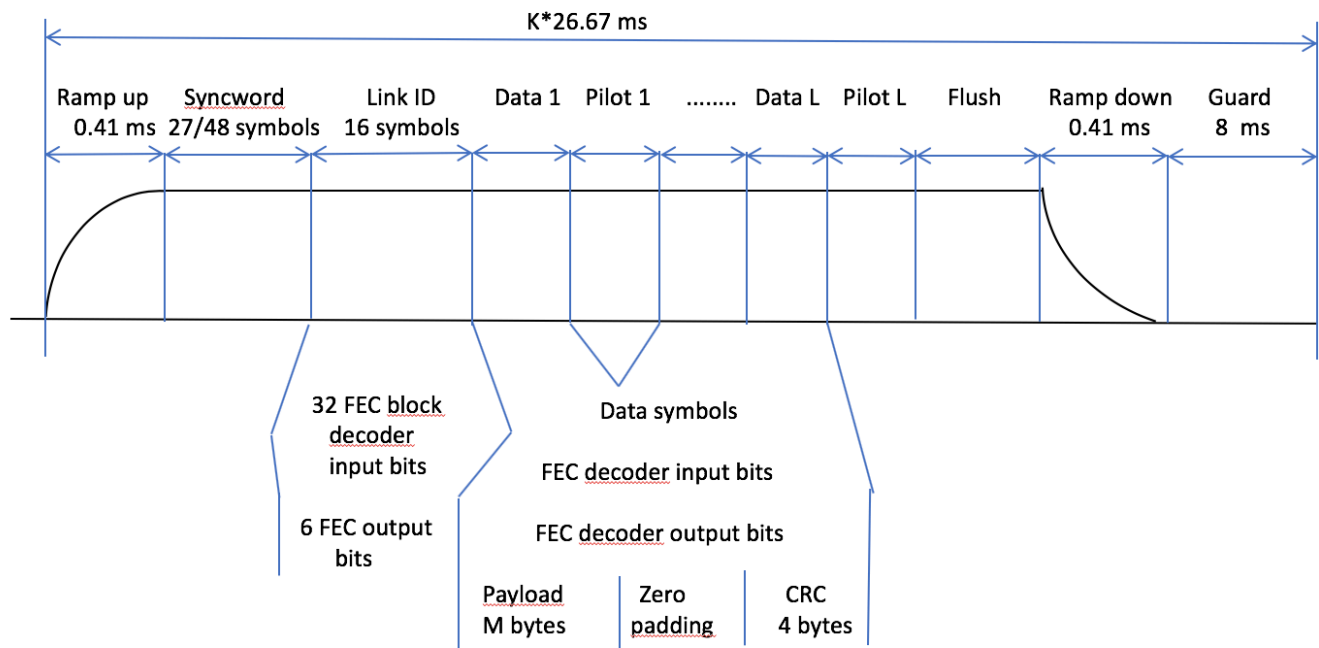 K*26.67 ms
Ramp up Syncword Link ID Data 1 Pilot 1 ........ Data L Pilot L Flush Ramp down Guard
0.41 ms 27/48 symbols 16 symbols 0.41 ms 8 ms
32 FEC block
decoder
input bits
Data symbols
FEC decoder input bits
6 FEC output
bits
FEC decoder output bits
Payload Zero CRC
M bytes padding 4 bytes